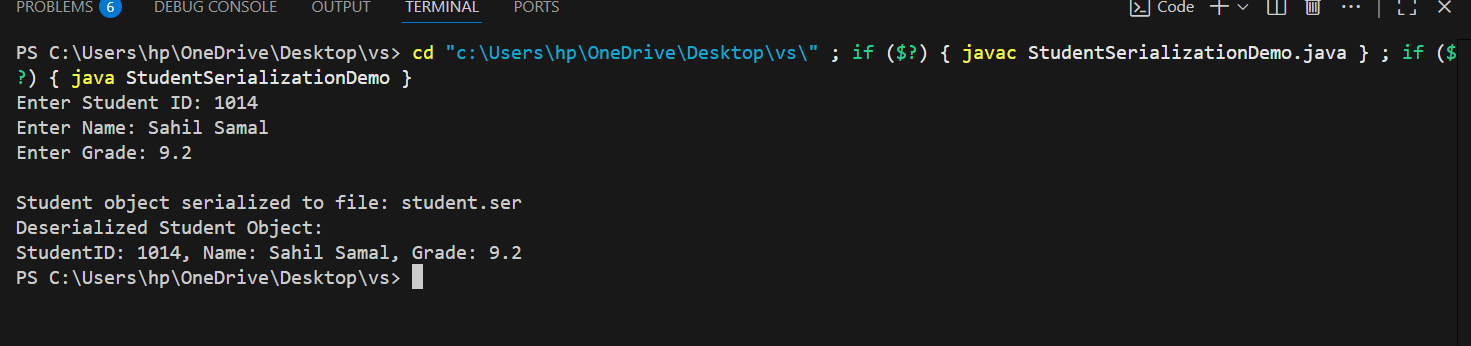 PROBLEMS 6 DEBUG CONSOLE OUTPUT TERMINAL PORTS Code
PS C:\Users\hp\OneDrive\Desktop\vs> cd "c:\Users\hp\OneDrive\Desktop\vs\" ; if ($?) { javac StudentSerializationDemo.java } ; if ($
?) { java StudentSerializationDemo }
Enter Student ID: 1014
Enter Name: Sahil Samal
Enter Grade: 9.2
Student object serialized to file: student.ser
Deserialized Student Object:
StudentID: 1014, Name: Sahil Samal, Grade: 9.2
PS C:\Users\hp\OneDrive\Desktop\vs>